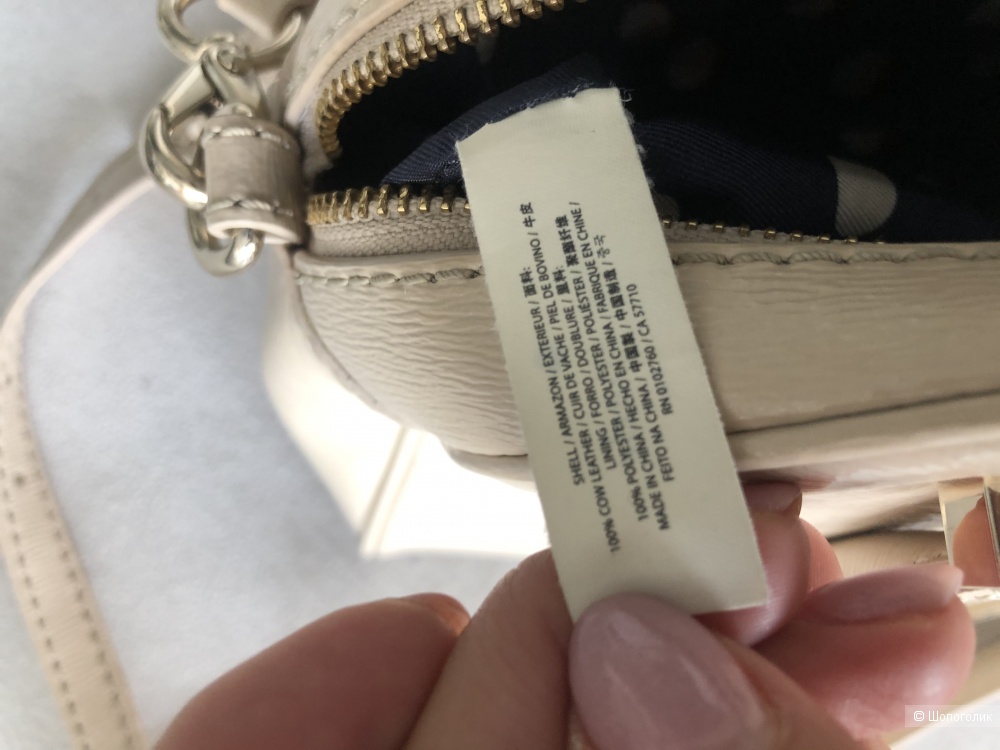 SHELL / ARMAZON / EXTERIEUR / 面料:
100% COW LEATHER / CUIR DE VACHE / PIEL DE BOVINO / 牛皮
LINING / FORRO / DOUBLURE / 里料:
100% POLYESTER / POLYESTER / POLIÉSTER / 聚酯纤维
MADE IN CHINA / HECHO EN CHINA / FABRIQUE EN CHINE /
FEITO NA CHINA / 中国製 / 中国制造 / 중국
RN 0102760 / CA 57710
© Шопоголик